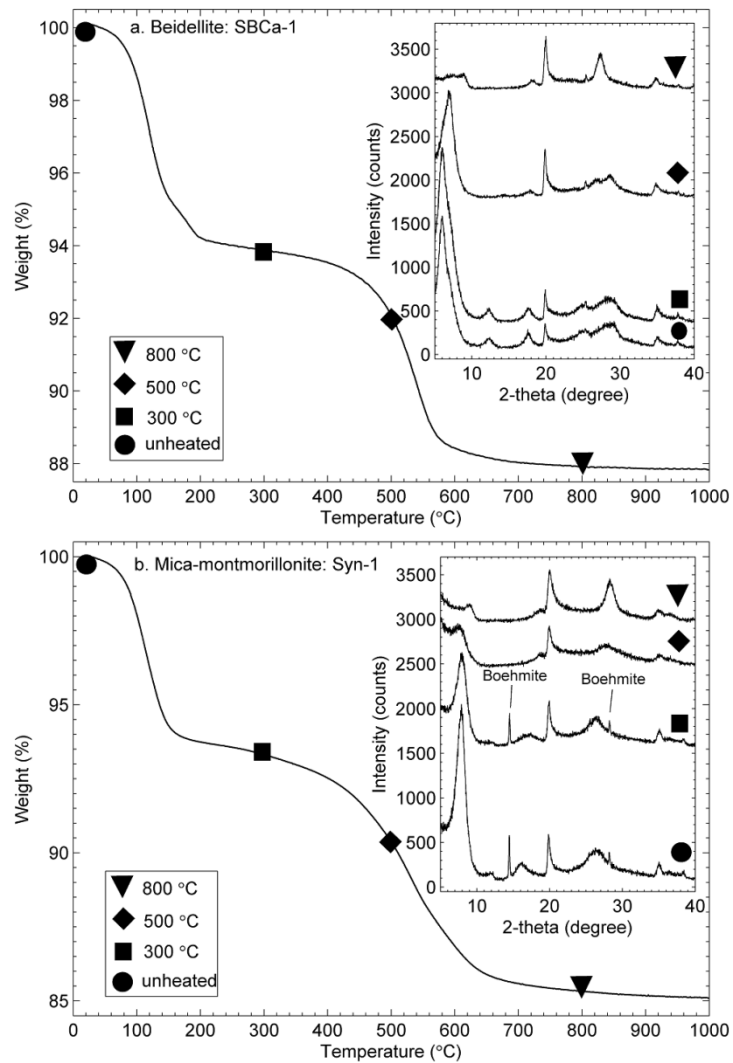 a. Beidellite: SBCa-1
100
98
96
94
92
90
88
Weight (%)
800 °C
500 °C
300 °C
unheated
0 100 200 300 400 500 600 700 800 900 1000
Temperature (°C)
3500
3000
2500
2000
1500
1000
500
0
Intensity (counts)
10 20 30 40
2-theta (degree)
b. Mica-montmorillonite: Syn-1
100
95
90
85
Weight (%)
800 °C
500 °C
300 °C
unheated
0 100 200 300 400 500 600 700 800 900 1000
Temperature (°C)
3500
3000
2500
2000
1500
1000
500
0
Intensity (counts)
Boehmite
Boehmite
10 20 30 40
2-theta (degree)